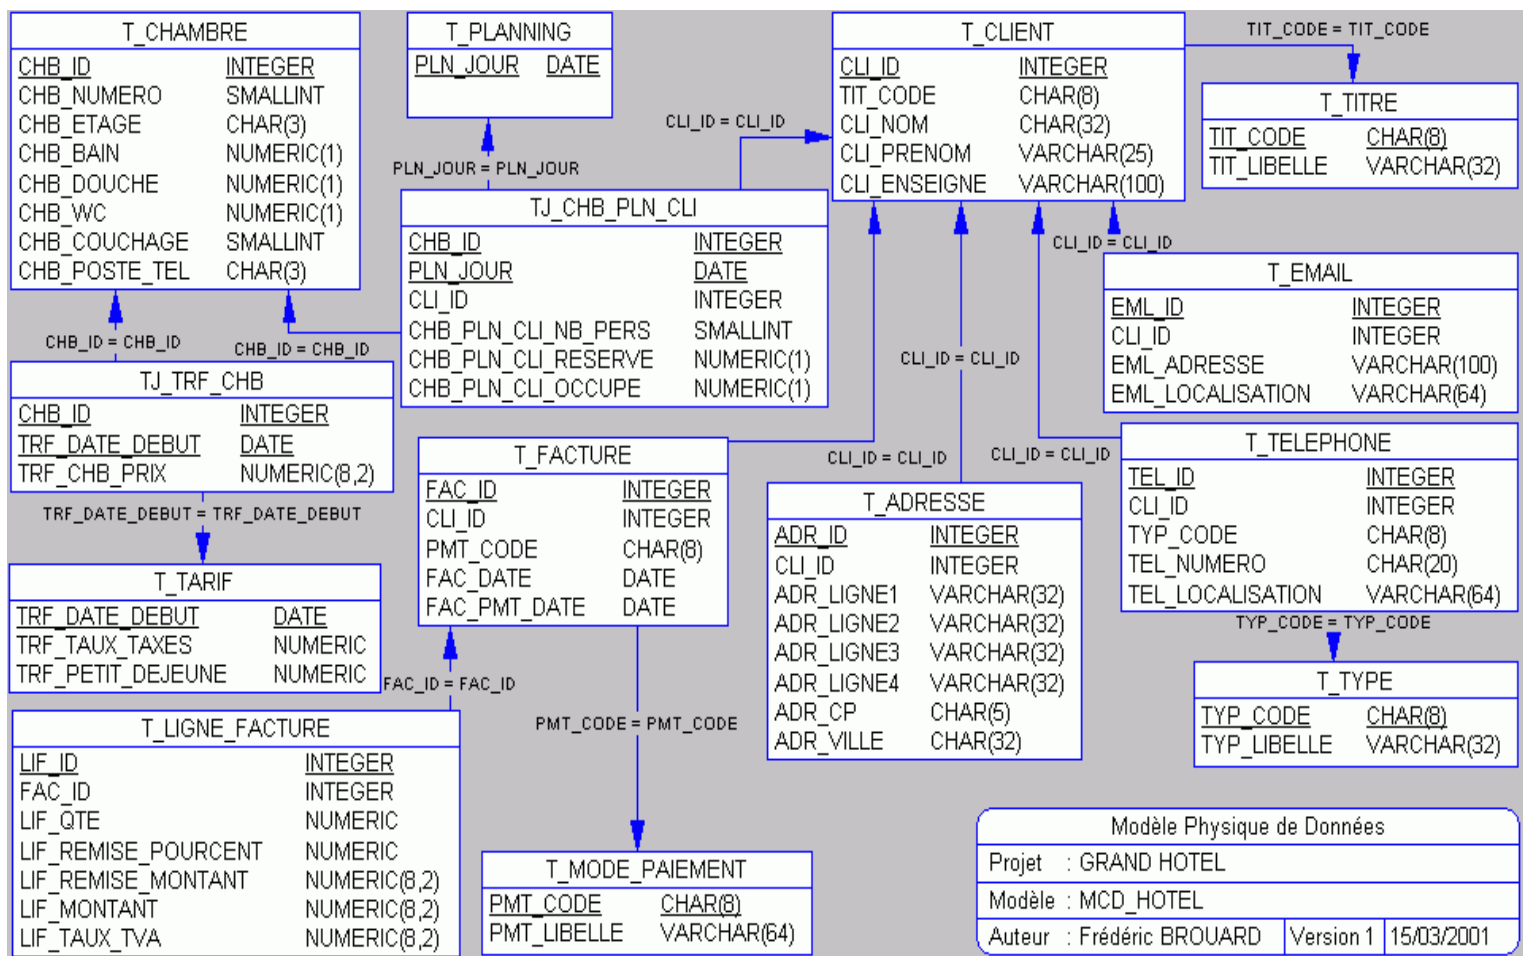 T_CHAMBRE
CHB_ID INTEGER
CHB_NUMERO SMALLINT
CHB_ETAGE CHAR(3)
CHB_BAIN NUMERIC(1)
CHB_DOUCHE NUMERIC(1)
CHB_WC NUMERIC(1)
CHB_COUCHAGE SMALLINT
CHB_POSTE_TEL CHAR(3)
T_PLANNING
PLN_JOUR DATE
T_CLIENT
CLI_ID INTEGER
TIT_CODE CHAR(8)
CLI_NOM CHAR(32)
CLI_PRENOM VARCHAR(25)
CLI_ENSEIGNE VARCHAR(100)
TIT_CODE = TIT_CODE
T_TITRE
TIT_CODE CHAR(8)
TIT_LIBELLE VARCHAR(32)
CLI_ID = CLI_ID
PLN_JOUR = PLN_JOUR
TJ_CHB_PLN_CLI
CHB_ID INTEGER
PLN_JOUR DATE
CLI_ID INTEGER
CHB_PLN_CLI_NB_PERS SMALLINT
CHB_PLN_CLI_RESERVE NUMERIC(1)
CHB_PLN_CLI_OCCUPE NUMERIC(1)
CLI_ID = CLI_ID
T_EMAIL
EML_ID INTEGER
CLI_ID INTEGER
EML_ADRESSE VARCHAR(100)
EML_LOCALISATION VARCHAR(64)
CHB_ID = CHB_ID
CHB_ID = CHB_ID
CLI_ID = CLI_ID
TJ_TRF_CHB
CHB_ID INTEGER
TRF_DATE_DEBUT DATE
TRF_CHB_PRIX NUMERIC(8,2)
TRF_DATE_DEBUT = TRF_DATE_DEBUT
T_FACTURE
FAC_ID INTEGER
CLI_ID INTEGER
PMT_CODE CHAR(8)
FAC_DATE DATE
FAC_PMT_DATE DATE
CLI_ID = CLI_ID
CLI_ID = CLI_ID
T_ADRESSE
ADR_ID INTEGER
CLI_ID INTEGER
ADR_LIGNE1 VARCHAR(32)
ADR_LIGNE2 VARCHAR(32)
ADR_LIGNE3 VARCHAR(32)
ADR_LIGNE4 VARCHAR(32)
ADR_CP CHAR(5)
ADR_VILLE CHAR(32)
T_TELEPHONE
TEL_ID INTEGER
CLI_ID INTEGER
TYP_CODE CHAR(8)
TEL_NUMERO CHAR(20)
TEL_LOCALISATION VARCHAR(64)
TYP_CODE = TYP_CODE
T_TYPE
TYP_CODE CHAR(8)
TYP_LIBELLE VARCHAR(32)
T_TARIF
TRF_DATE_DEBUT DATE
TRF_TAUX_TAXES NUMERIC
TRF_PETIT_DEJEUNE NUMERIC
FAC_ID = FAC_ID
PMT_CODE = PMT_CODE
T_LIGNE_FACTURE
LIF_ID INTEGER
FAC_ID INTEGER
LIF_QTE NUMERIC
LIF_REMISE_POURCENT NUMERIC
LIF_REMISE_MONTANT NUMERIC(8,2)
LIF_MONTANT NUMERIC(8,2)
LIF_TAUX_TVA NUMERIC(8,2)
T_MODE_PAIEMENT
PMT_CODE CHAR(8)
PMT_LIBELLE VARCHAR(64)
Modèle Physique de Données
Projet : GRAND HOTEL
Modèle : MCD_HOTEL
Auteur : Frédéric BROUARD Version 1 15/03/2001